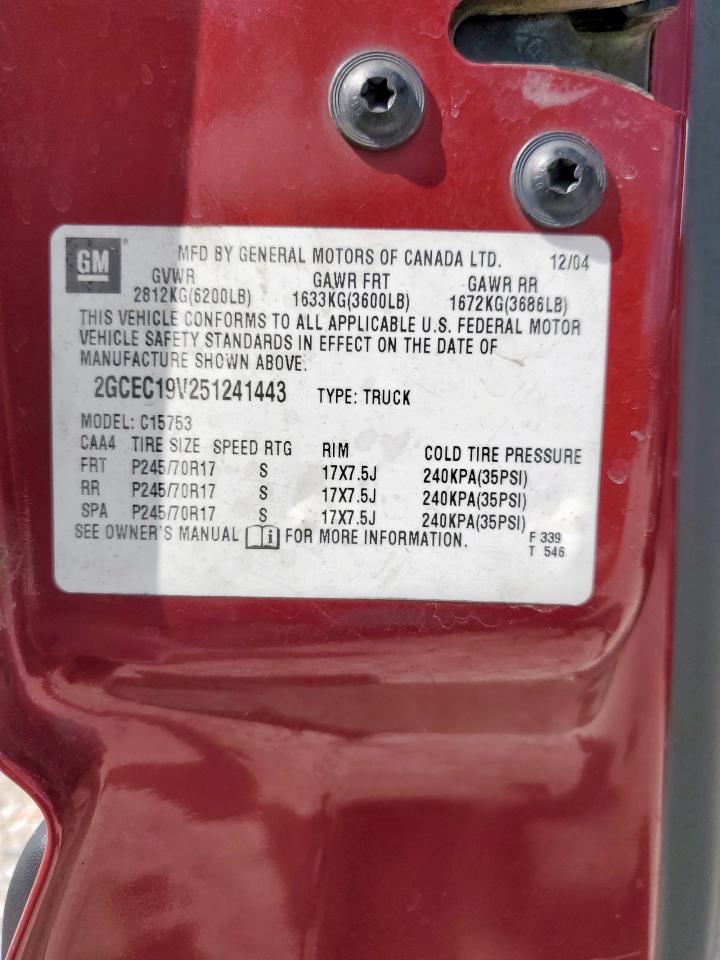 GM MFD BY GENERAL MOTORS OF CANADA LTD. 12/04
GVWR GAWR FRT GAWR RR
2812KG(6200LB) 1633KG(3600LB) 1672KG(3686LB)
THIS VEHICLE CONFORMS TO ALL APPLICABLE U.S. FEDERAL MOTOR
VEHICLE SAFETY STANDARDS IN EFFECT ON THE DATE OF
MANUFACTURE SHOWN ABOVE.
2GCEC19V251241443 TYPE: TRUCK
MODEL: C15753
CAA4 TIRE SIZE SPEED RTG RIM COLD TIRE PRESSURE
FRT P245/70R17 S 17X7.5J 240KPA(35PSI)
RR P245/70R17 S 17X7.5J 240KPA(35PSI)
SPA P245/70R17 S 17X7.5J 240KPA(35PSI)
SEE OWNER'S MANUAL i FOR MORE INFORMATION. F 339
T 546